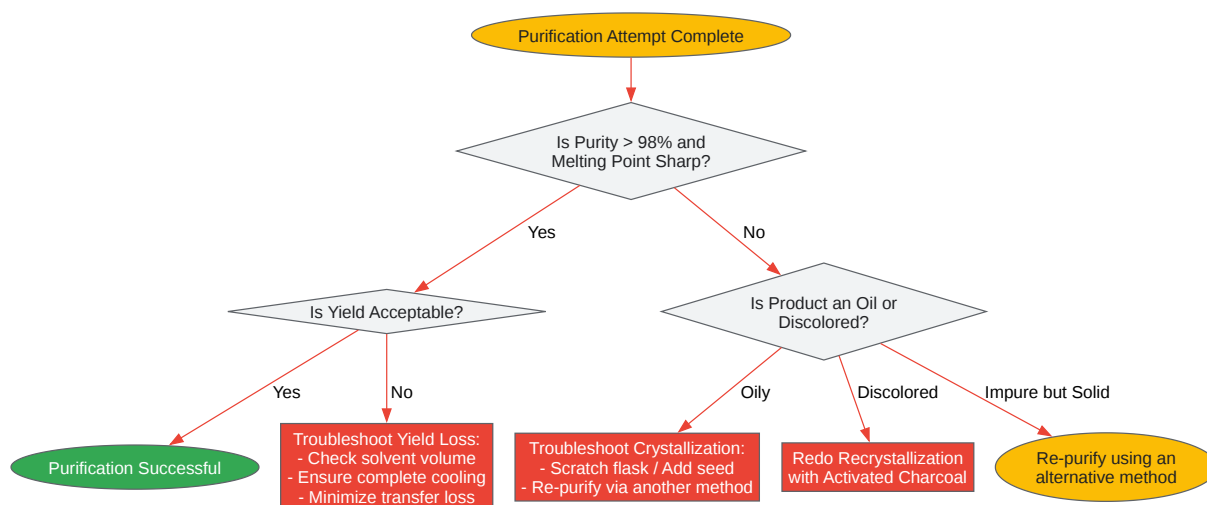 Purification Attempt Complete
Is Purity > 98% and
Melting Point Sharp?
Yes
No
Is Yield Acceptable?
Is Product an Oil or
Discolored?
Yes
No
Oily
Discolored
Impure but Solid
Purification Successful
Troubleshoot Yield Loss:
- Check solvent volume
- Ensure complete cooling
- Minimize transfer loss
Troubleshoot Crystallization:
- Scratch flask / Add seed
- Re-purify via another method
Redo Recrystallization
with Activated Charcoal
Re-purify using an
alternative method